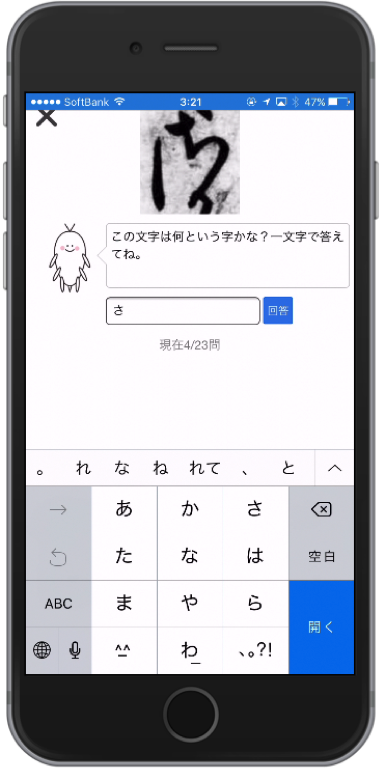 SoftBank 3:21 47%
この文字は何という字かな？一文字で答え
てね。
さ 回答
現在4/23問
。 れ な ね れて 、 と
→ あ か さ
た な は 空白
ABC ま や ら
開く
^^ わ_ 、。?!